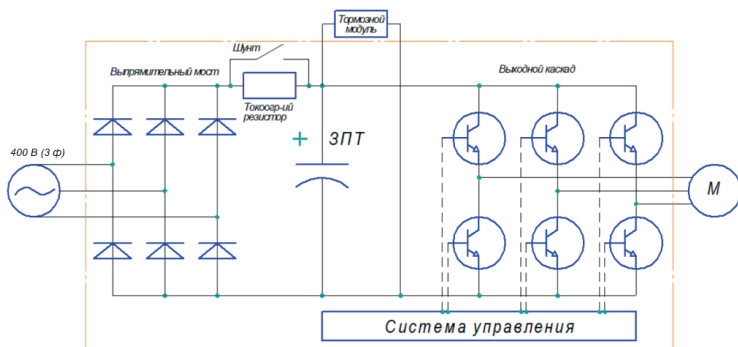 Тормозной
модуль
Шунт
Выпрямительный мост
Выходной каскад
Токоогр-ий
резистор
+ ЗПТ
400 В (3 ф)
М
Система управления